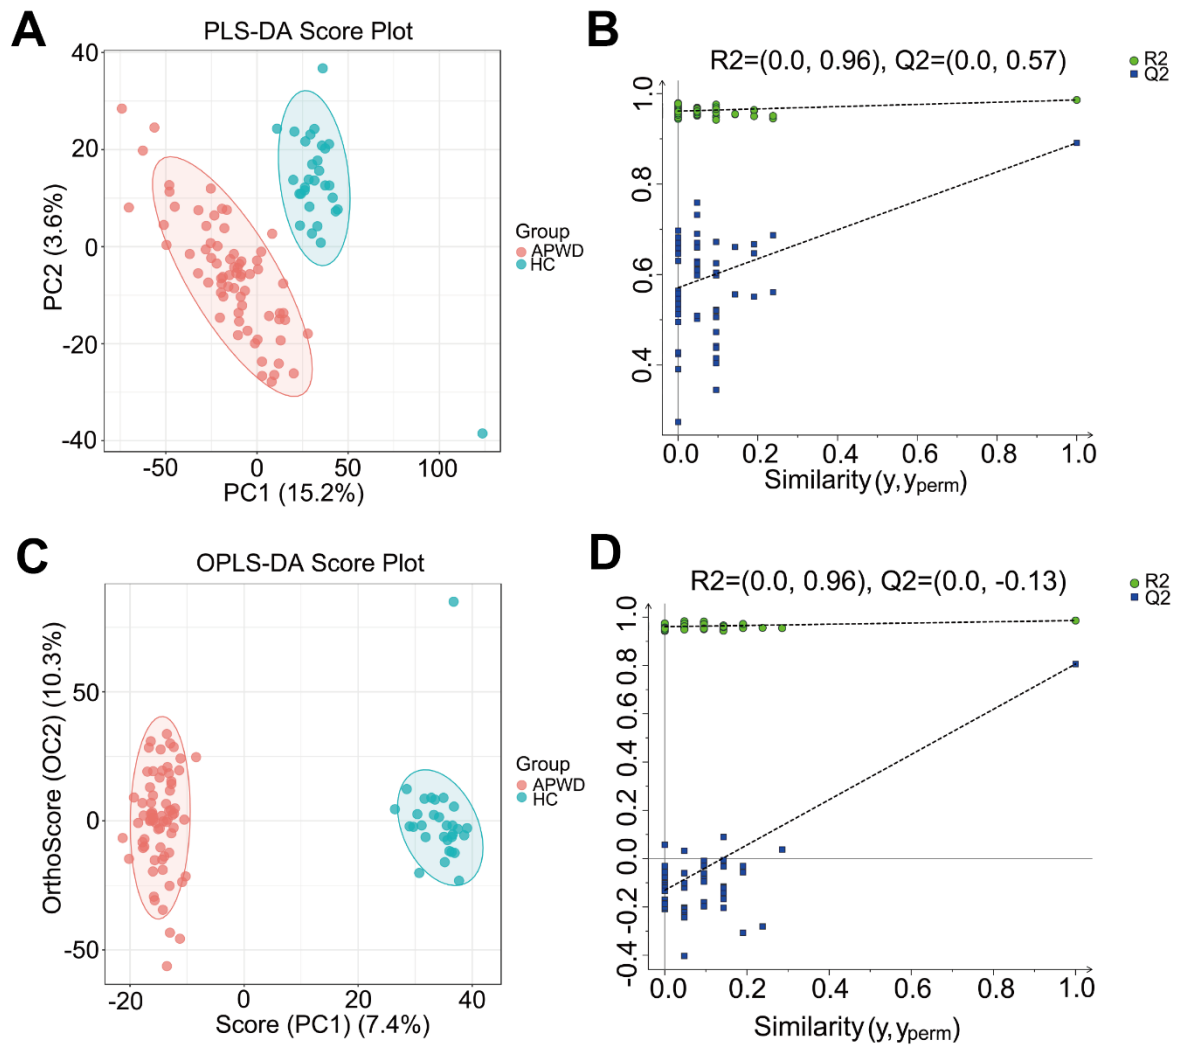 A
PLS-DA Score Plot
40
20
0
-20
-40
PC2 (3.6%)
-50
0
50
100
PC1 (15.2%)
Group
APWD
HC
B
R2=(0.0, 0.96), Q2=(0.0, 0.57)
R2
Q2
1.0
0.8
0.6
0.4
0.0
0.2
0.4
0.6
0.8
1.0
Similarity (y, yperm)
C
OPLS-DA Score Plot
50
0
-50
OrthoScore (OC2) (10.3%)
-20
0
20
40
Score (PC1) (7.4%)
Group
APWD
HC
D
R2=(0.0, 0.96), Q2=(0.0, -0.13)
R2
Q2
1.0
0.8
0.6
0.4
0.2
0.0
-0.2
-0.4
0.0
0.2
0.4
0.6
0.8
1.0
Similarity (y, yperm)